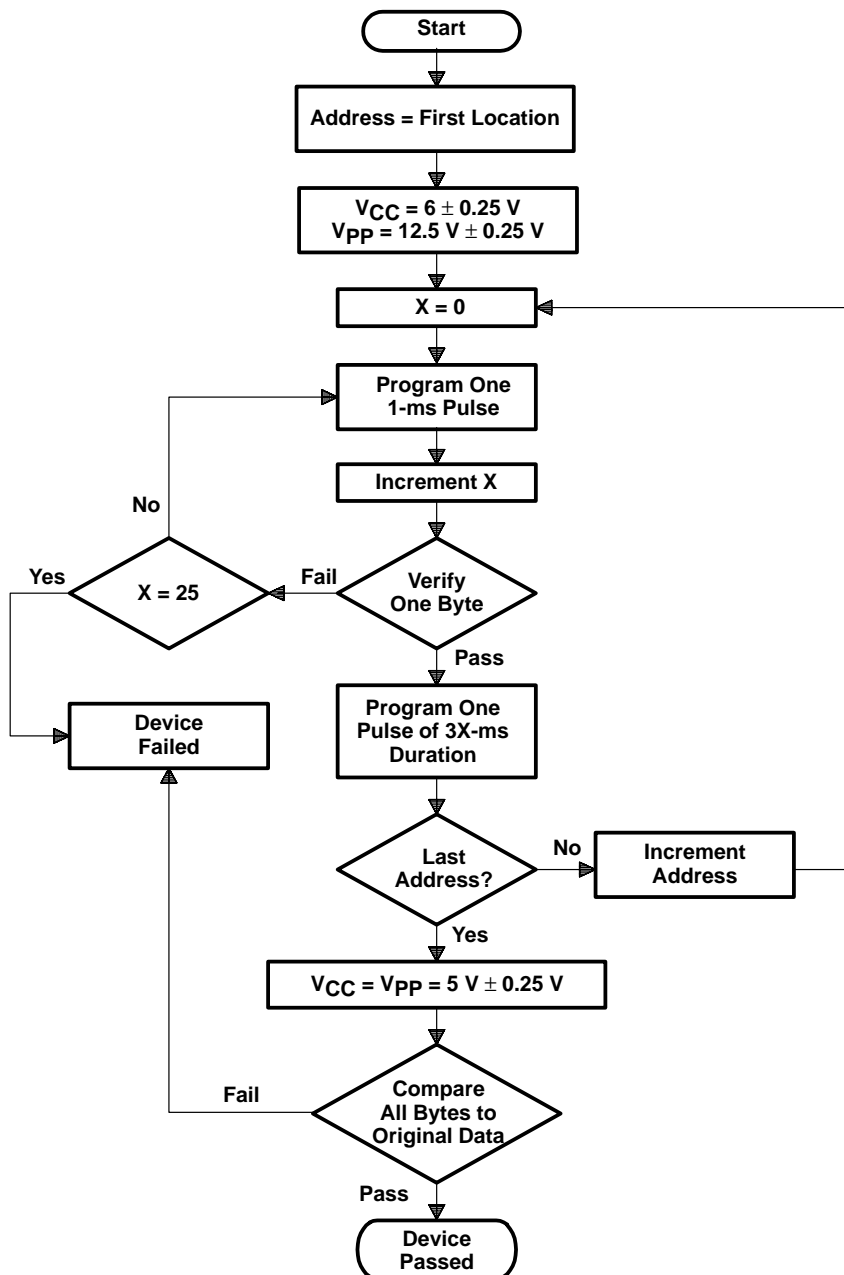 Start
Address = First Location
VCC = 6 ± 0.25 V
VPP = 12.5 V ± 0.25 V
X = 0
Program One
1-ms Pulse
Increment X
No
Yes
X = 25
Fail
Verify
One Byte
Pass
Device
Failed
Program One
Pulse of 3X-ms
Duration
Last
Address?
No
Increment
Address
Yes
VCC = VPP = 5 V ± 0.25 V
Fail
Compare
All Bytes to
Original Data
Pass
Device
Passed